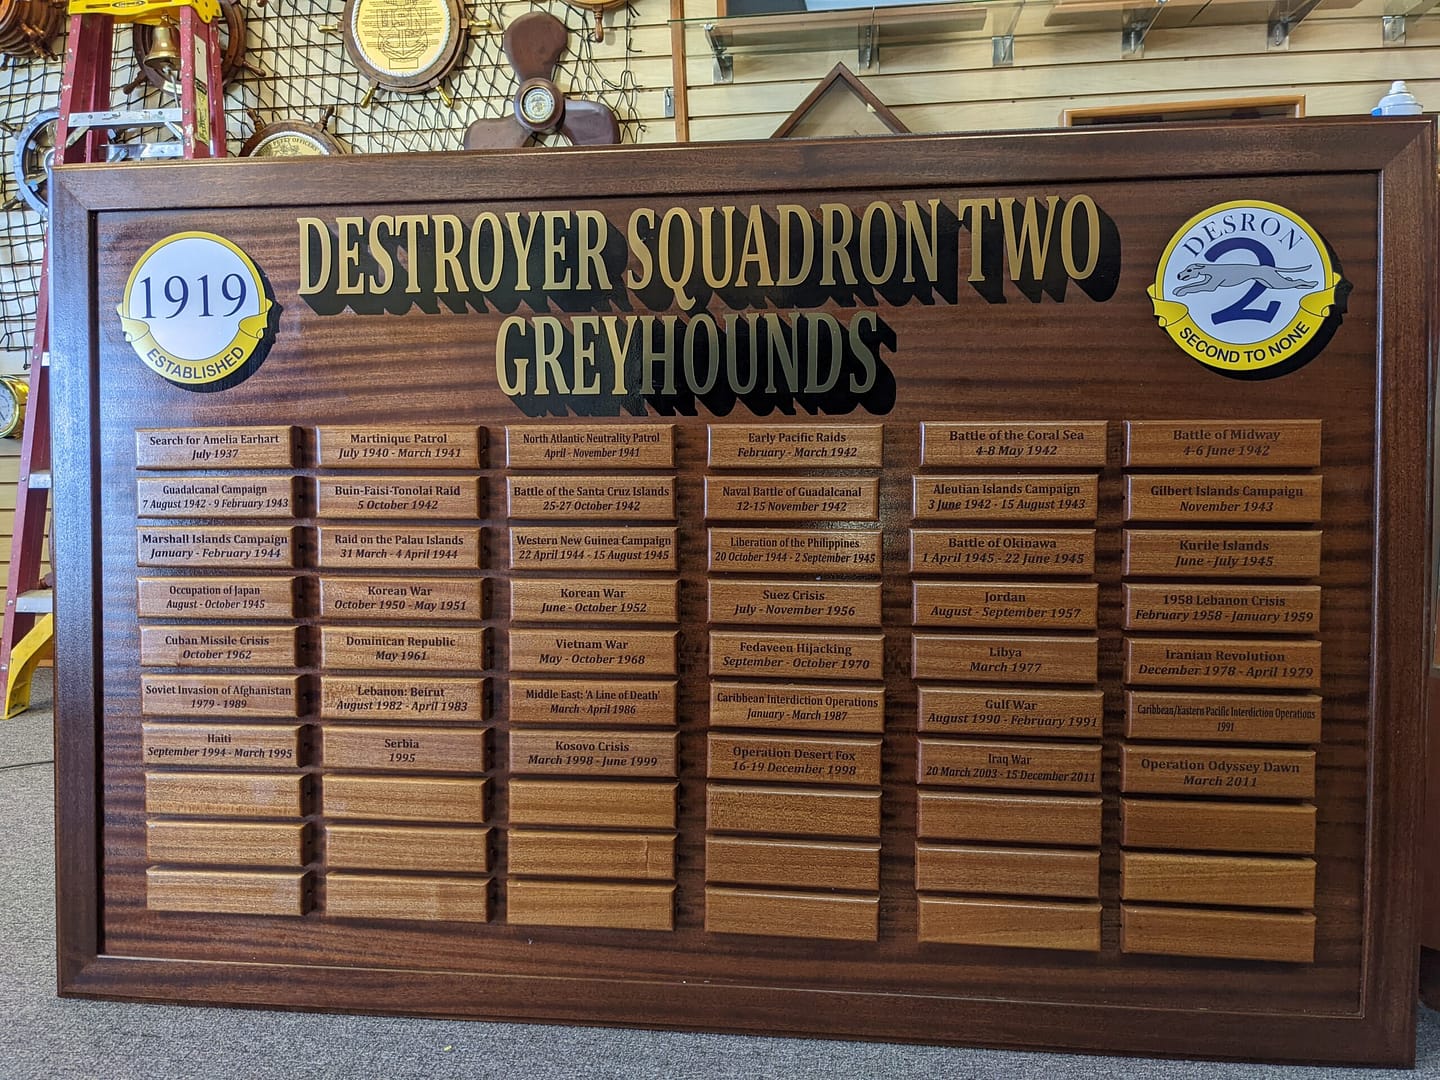 DESTROYER SQUADRON TWO
GREYHOUNDS
1919
ESTABLISHED
DESRON
2
SECOND TO NONE
Search for Amelia Earhart
July 1937
Martinique Patrol
July 1940 - March 1941
North Atlantic Neutrality Patrol
April - November 1941
Early Pacific Raids
February - March 1942
Battle of the Coral Sea
4-8 May 1942
Battle of Midway
4-6 June 1942
Guadalcanal Campaign
7 August 1942 - 9 February 1943
Buin-Faisi-Tonolai Raid
5 October 1942
Battle of the Santa Cruz Islands
25-27 October 1942
Naval Battle of Guadalcanal
12-15 November 1942
Aleutian Islands Campaign
3 June 1942 - 15 August 1943
Gilbert Islands Campaign
November 1943
Marshall Islands Campaign
January - February 1944
Raid on the Palau Islands
31 March - 4 April 1944
Western New Guinea Campaign
22 April 1944 - 15 August 1945
Liberation of the Philippines
20 October 1944 - 2 September 1945
Battle of Okinawa
1 April 1945 - 22 June 1945
Kurile Islands
June - July 1945
Occupation of Japan
August - October 1945
Korean War
October 1950 - May 1951
Korean War
June - October 1952
Suez Crisis
July - November 1956
Jordan
August - September 1957
1958 Lebanon Crisis
February 1958 - January 1959
Cuban Missile Crisis
October 1962
Dominican Republic
May 1961
Vietnam War
May - October 1968
Fedaveen Hijacking
September - October 1970
Libya
March 1977
Iranian Revolution
December 1978 - April 1979
Soviet Invasion of Afghanistan
1979 - 1989
Lebanon: Beirut
August 1982 - April 1983
Middle East: 'A Line of Death'
March - April 1986
Caribbean Interdiction Operations
January - March 1987
Gulf War
August 1990 - February 1991
Caribbean/Eastern Pacific Interdiction Operations
1991
Haiti
September 1994 - March 1995
Serbia
1995
Kosovo Crisis
March 1998 - June 1999
Operation Desert Fox
16-19 December 1998
Iraq War
20 March 2003 - 15 December 2011
Operation Odyssey Dawn
March 2011